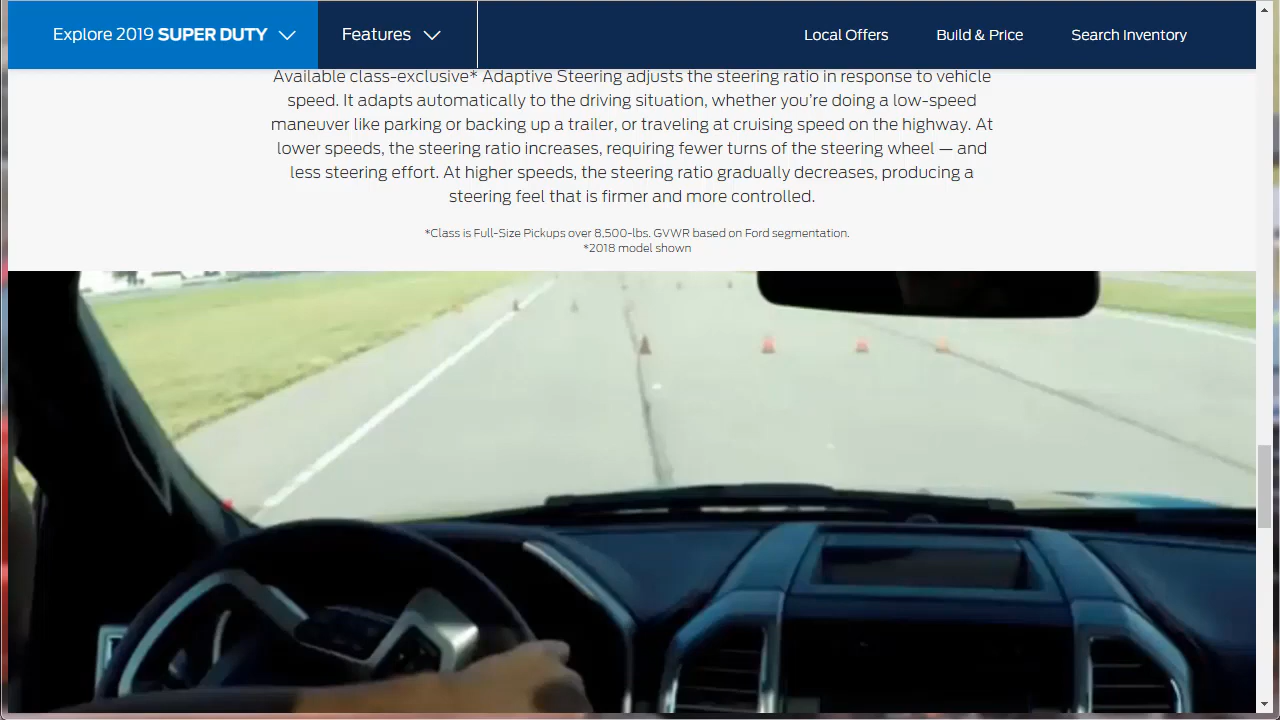 Explore 2019 SUPER DUTY
Features
Local Offers
Build & Price
Search Inventory
Available class-exclusive* Adaptive Steering adjusts the steering ratio in response to vehicle
speed. It adapts automatically to the driving situation, whether you're doing a low-speed
maneuver like parking or backing up a trailer, or traveling at cruising speed on the highway. At
lower speeds, the steering ratio increases, requiring fewer turns of the steering wheel — and
less steering effort. At higher speeds, the steering ratio gradually decreases, producing a
steering feel that is firmer and more controlled.
*Class is Full-Size Pickups over 8,500-lbs. GVWR based on Ford segmentation.
*2018 model shown